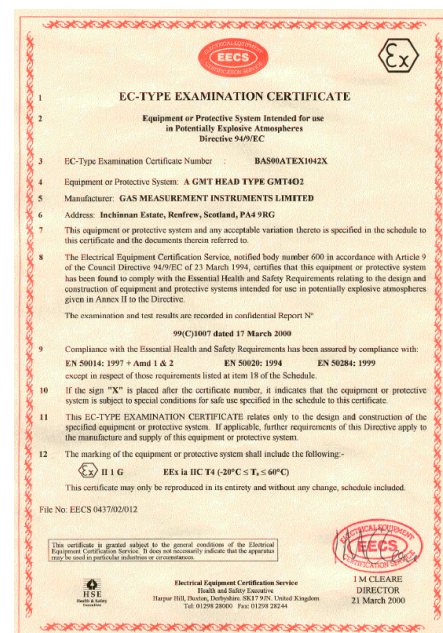 ELECTRICAL EQUIPMENT
EECS
CERTIFICATION SERVICE
Ex
1 EC-TYPE EXAMINATION CERTIFICATE
2 Equipment or Protective System Intended for use
in Potentially Explosive Atmospheres
Directive 94/9/EC
3 EC-Type Examination Certificate Number : BAS00ATEX1042X
4 Equipment or Protective System: A GMT HEAD TYPE GMT4O2
5 Manufacturer: GAS MEASUREMENT INSTRUMENTS LIMITED
6 Address: Inchinnan Estate, Renfrew, Scotland, PA4 9RG
7 This equipment or protective system and any acceptable variation thereto is specified in the schedule to
this certificate and the documents therein referred to.
8 The Electrical Equipment Certification Service, notified body number 600 in accordance with Article 9
of the Council Directive 94/9/EC of 23 March 1994, certifies that this equipment or protective system
has been found to comply with the Essential Health and Safety Requirements relating to the design and
construction of equipment and protective systems intended for use in potentially explosive atmospheres
given in Annex II to the Directive.
The examination and test results are recorded in confidential Report Nº
99(C)1007 dated 17 March 2000
9 Compliance with the Essential Health and Safety Requirements has been assured by compliance with:
EN 50014: 1997 + Amd 1 & 2 EN 50020: 1994 EN 50284: 1999
except in respect of those requirements listed at item 18 of the Schedule.
10 If the sign "X" is placed after the certificate number, it indicates that the equipment or protective
system is subject to special conditions for safe use specified in the schedule to this certificate.
11 This EC-TYPE EXAMINATION CERTIFICATE relates only to the design and construction of the
specified equipment or protective system. If applicable, further requirements of this Directive apply to
the manufacture and supply of this equipment or protective system.
12 The marking of the equipment or protective system shall include the following:-
Ex II 1 G EEx ia IIC T4 (-20°C ≤ Ta ≤ 60°C)
This certificate may only be reproduced in its entirety and without any change, schedule included.
File No: EECS 0437/02/012
This certificate is granted subject to the general conditions of the Electrical
Equipment Certification Service. It does not necessarily indicate that the apparatus
may be used in particular industries or circumstances.
ELECTRICAL EQUIPMENT
EECS
CERTIFICATION SERVICE
HSE
Health & Safety
Executive
Electrical Equipment Certification Service
Health and Safety Executive
Harpur Hill, Buxton, Derbyshire. SK17 9JN. United Kingdom
Tel: 01298 28000 Fax: 01298 28244
I M CLEARE
DIRECTOR
21 March 2000